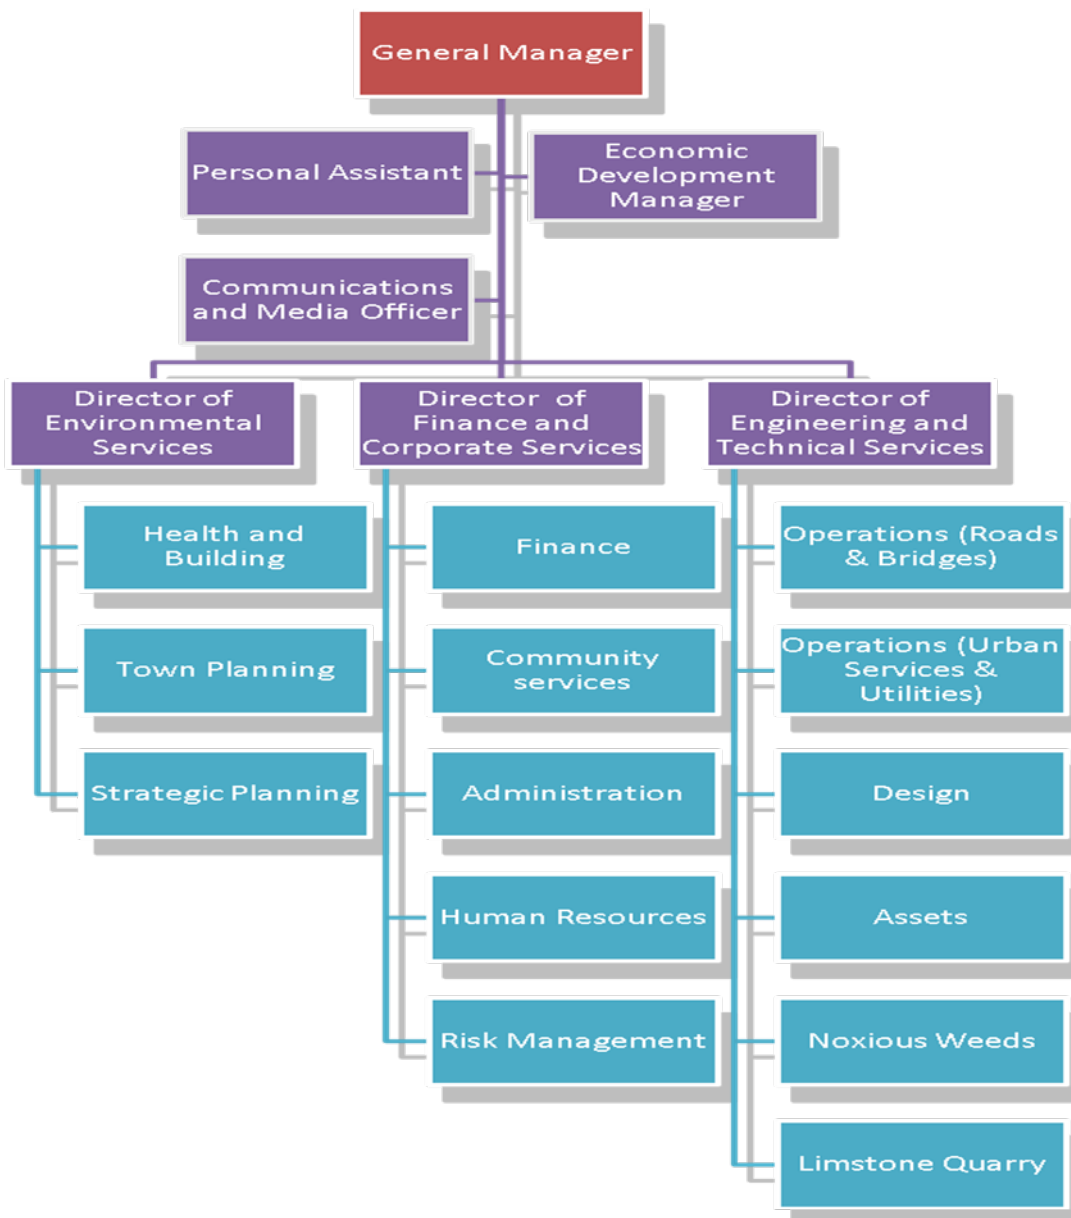 General Manager
Personal Assistant
Economic
Development
Manager
Communications
and Media Officer
Director of
Environmental
Services
Health and
Building
Town Planning
Strategic Planning
Director of
Finance and
Corporate Services
Finance
Community
services
Administration
Human Resources
Risk Management
Director of
Engineering and
Technical Services
Operations (Roads
& Bridges)
Operations (Urban
Services &
Utilities)
Design
Assets
Noxious Weeds
Limstone Quarry